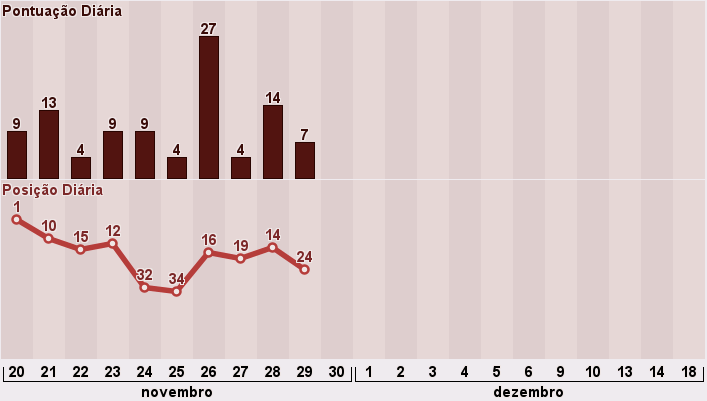 Pontuação Diária
9 13 4 9 9 4 27 4 14 7
Posição Diária
1 10 15 12 32 34 16 19 14 24
20 21 22 23 24 25 26 27 28 29 30 1 2 3 4 5 6 9 10 13 14 18
novembro dezembro